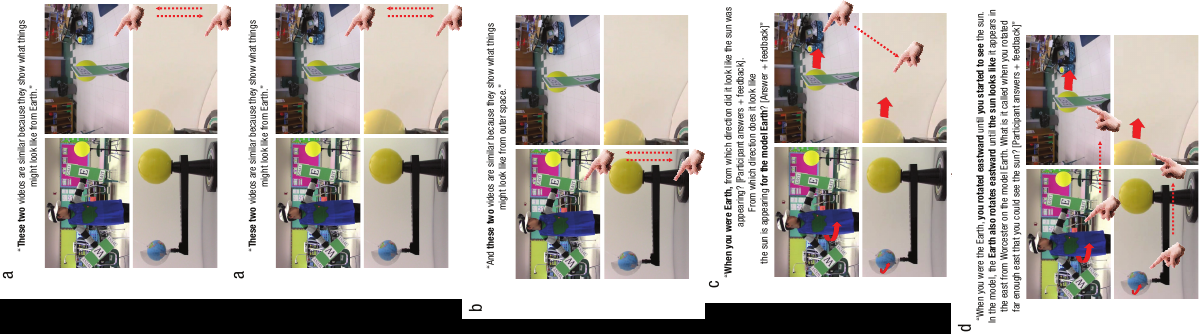 a
"These two videos are similar because they show what things
might look like from Earth."
a
"These two videos are similar because they show what things
might look like from Earth."
b
"And these two videos are similar because they show what things
might look like from outer space."
c
"When you were Earth, from which direction did it look like the sun was
appearing? [Participant answers + feedback].
From which direction does it look like
the sun is appearing for the model Earth? [Answer + feedback]"
d
"When you were the Earth, you rotated eastward until you started to see the sun.
In the model, the Earth also rotates eastward until the sun looks like it appears in
the east from Worcester on the model Earth. What is it called when you rotated
far enough east that you could see the sun? [Participant answers + feedback]"